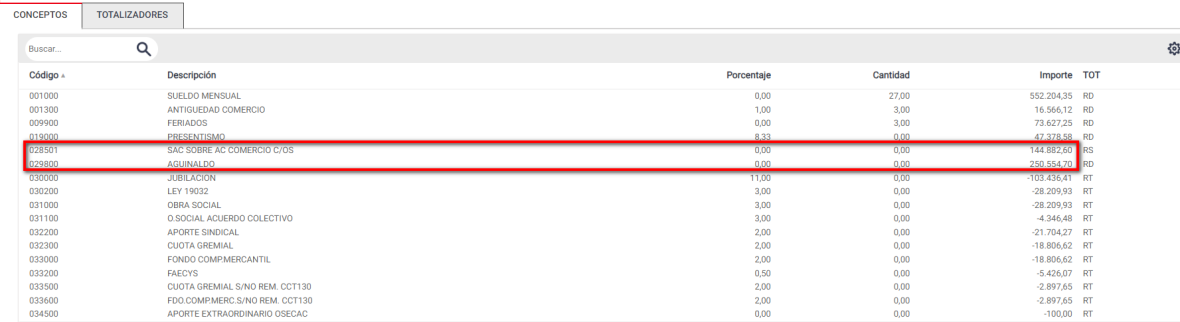 CONCEPTOS TOTALIZADORES
Buscar...
Código Descripción Porcentaje Cantidad Importe TOT
001000 SUELDO MENSUAL 0,00 27,00 552.204,35 RD
001300 ANTIGUEDAD COMERCIO 1,00 3,00 16.566,12 RD
009900 FERIADOS 0,00 3,00 73.627,25 RD
019000 PRESENTISMO 8,33 0,00 47.378,58 RD
028501 SAC SOBRE AC COMERCIO C/OS 0,00 0,00 144.882,60 RS
029800 AGUINALDO 0,00 0,00 250.554,70 RD
030000 JUBILACION 11,00 0,00 -103.436,41 RT
030200 LEY 19032 3,00 0,00 -28.209,93 RT
031000 OBRA SOCIAL 3,00 0,00 -28.209,93 RT
031100 O.SOCIAL ACUERDO COLECTIVO 3,00 0,00 -4.346,48 RT
032200 APORTE SINDICAL 2,00 0,00 -21.704,27 RT
032300 CUOTA GREMIAL 2,00 0,00 -18.806,62 RT
033000 FONDO COMP.MERCANTIL 2,00 0,00 -18.806,62 RT
033200 FAECYS 0,50 0,00 -5.426,07 RT
033500 CUOTA GREMIAL S/NO REM. CCT130 2,00 0,00 -2.897,65 RT
033600 FDO.COMP.MERC.S/NO REM. CCT130 2,00 0,00 -2.897,65 RT
034500 APORTE EXTRAORDINARIO OSECAC 0,00 0,00 -100,00 RT